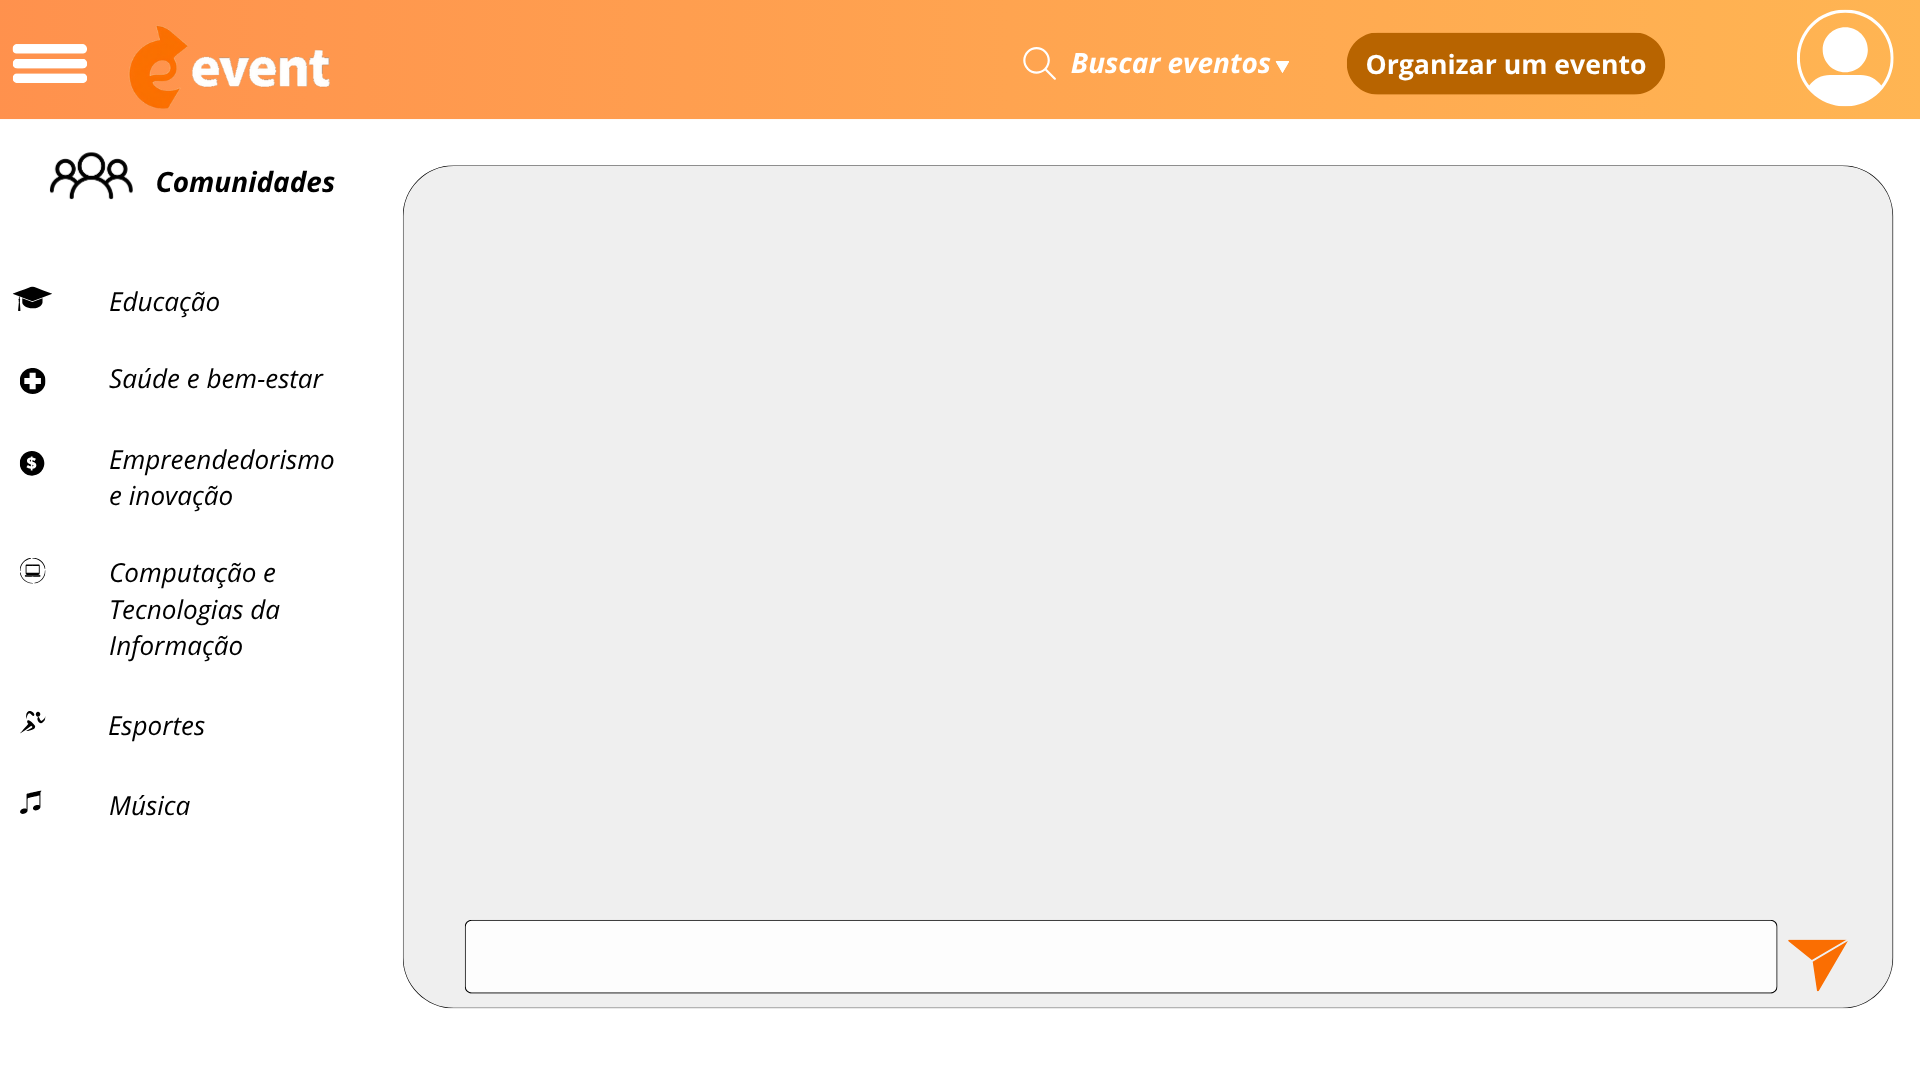 event
Buscar eventos
Organizar um evento
Comunidades
Educação
Saúde e bem-estar
Empreendedorismo
e inovação
Computação e
Tecnologias da
Informação
Esportes
Música